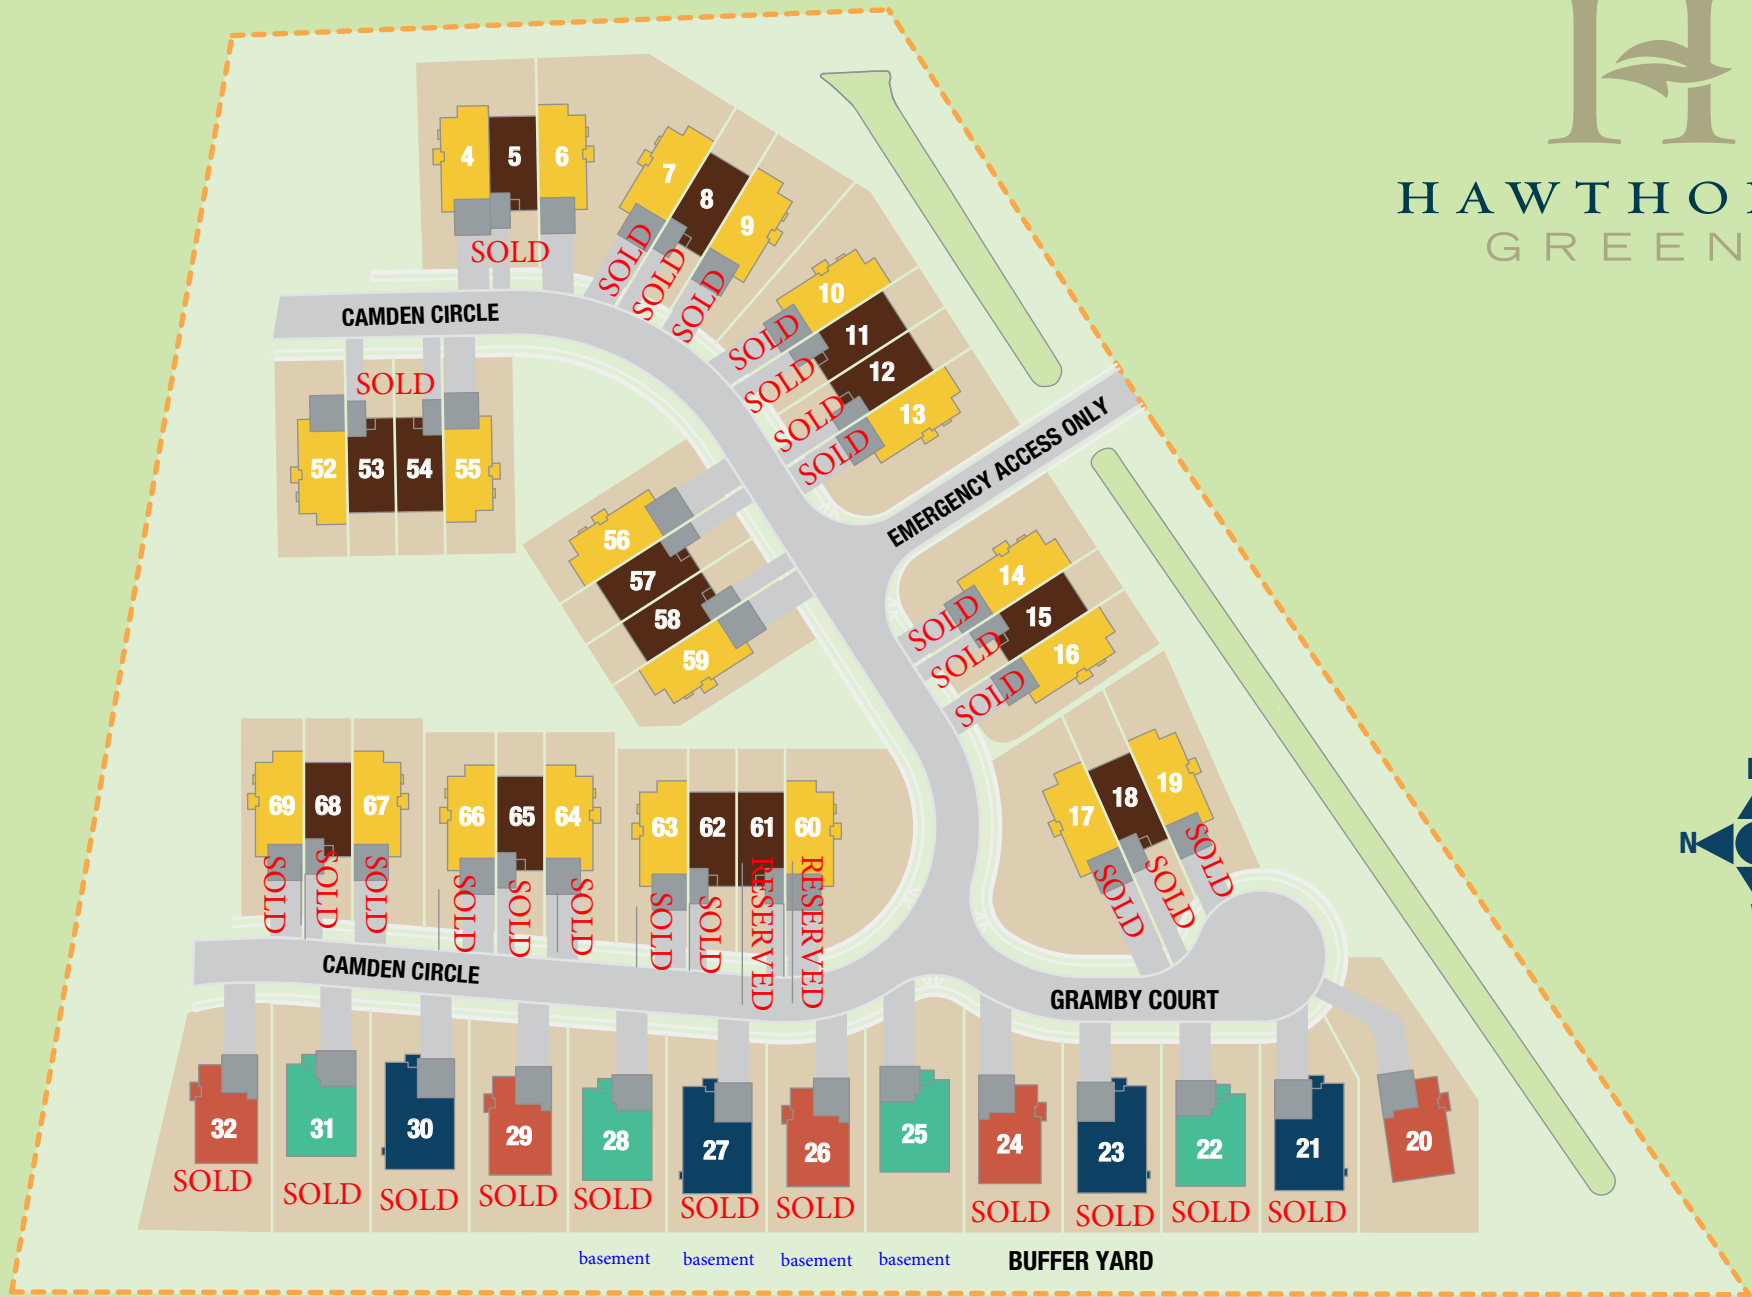 HAWTHO
GREEN
4 5 6
SOLD
7 8 9
SOLD SOLD SOLD
10
11
12
13
SOLD
SOLD
SOLD
SOLD
CAMDEN CIRCLE
SOLD
52 53 54 55
EMERGENCY ACCESS ONLY
56
57
58
59
14
15
16
SOLD
SOLD
SOLD
17 18 19
SOLD SOLD SOLD
69 68 67
SOLD SOLD SOLD
66 65 64
SOLD SOLD SOLD
63 62 61 60
SOLD SOLD RESERVED RESERVED
N
CAMDEN CIRCLE
GRAMBY COURT
32 31 30 29 28 27 26 25 24 23 22 21 20
SOLD SOLD SOLD SOLD SOLD SOLD SOLD SOLD SOLD SOLD SOLD
basement basement basement basement
BUFFER YARD